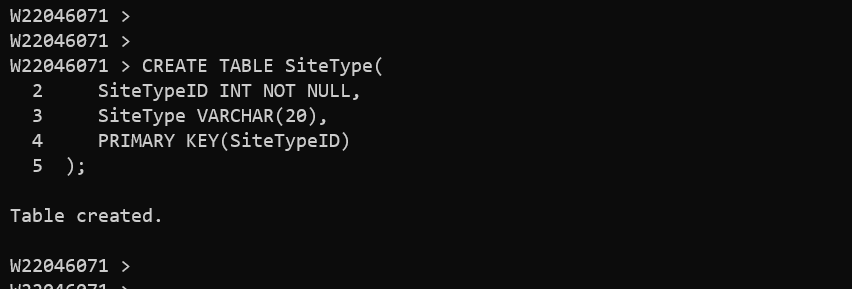 W22046071 >
W22046071 >
W22046071 > CREATE TABLE SiteType(
  2     SiteTypeID INT NOT NULL,
  3     SiteType VARCHAR(20),
  4     PRIMARY KEY(SiteTypeID)
  5  );
Table created.
W22046071 >
W22046071 >